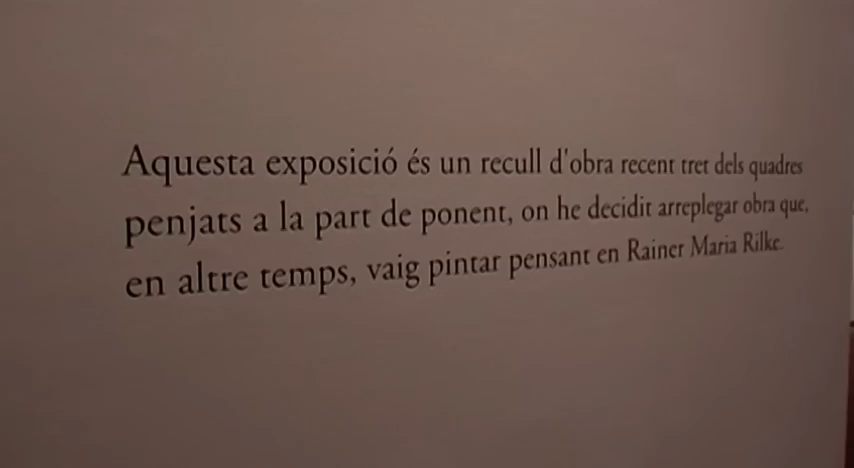 Aquesta exposició és un recull d'obra recent tret dels quadres
penjats a la part de ponent, on he decidit arreplegar obra que,
en altre temps, vaig pintar pensant en Rainer Maria Rilke.